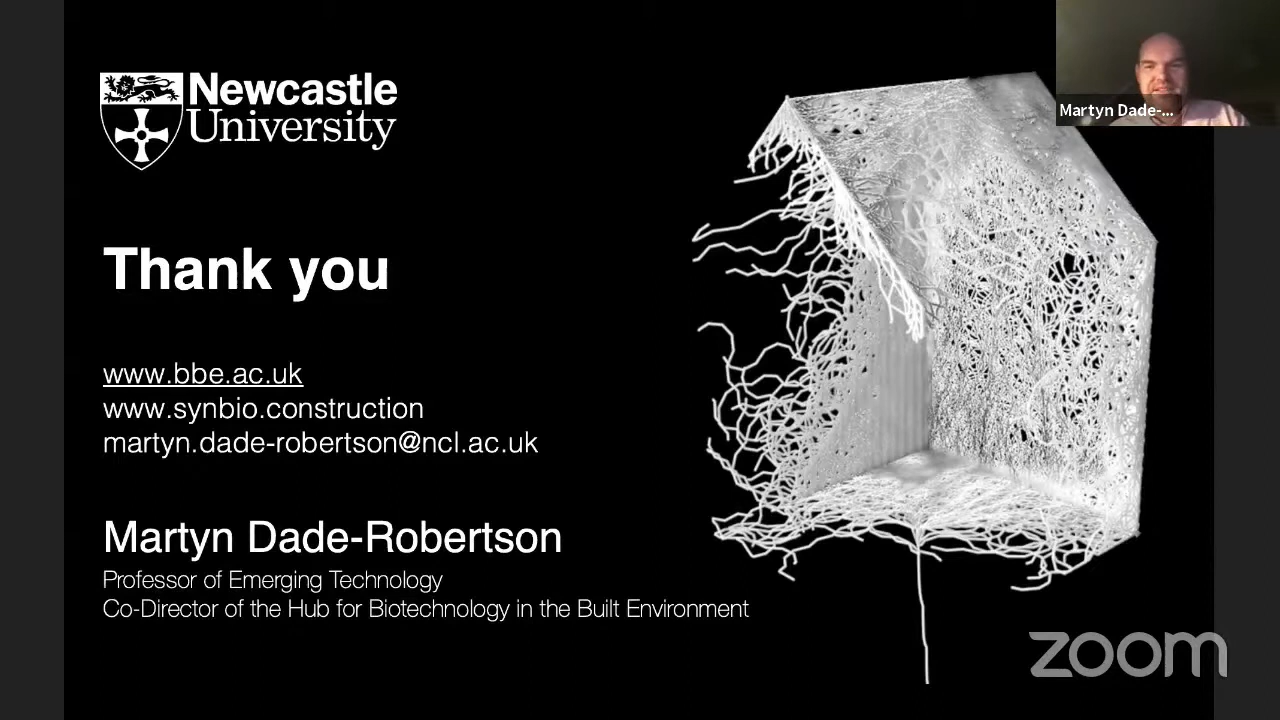 Newcastle
University
Martyn Dade-...
Thank you
www.bbe.ac.uk
www.synbio.construction
martyn.dade-robertson@ncl.ac.uk
Martyn Dade-Robertson
Professor of Emerging Technology
Co-Director of the Hub for Biotechnology in the Built Environment
zoom